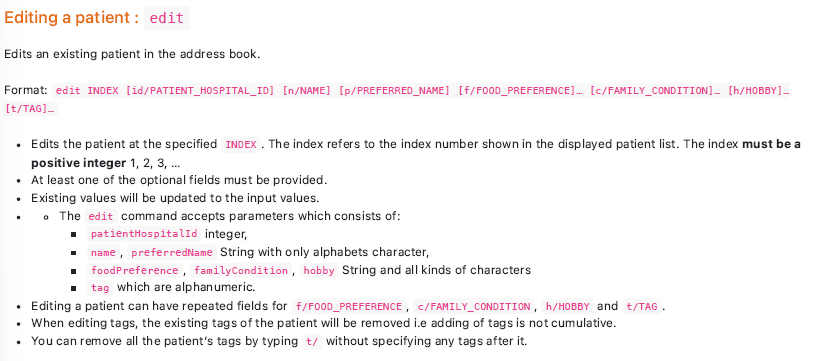 Editing a patient : edit
Edits an existing patient in the address book.
Format: edit INDEX [id/PATIENT_HOSPITAL_ID] [n/NAME] [p/PREFERRED_NAME] [f/FOOD_PREFERENCE]… [c/FAMILY_CONDITION]… [h/HOBBY]…
[t/TAG]…
• Edits the patient at the specified INDEX . The index refers to the index number shown in the displayed patient list. The index must be a
positive integer 1, 2, 3, …
• At least one of the optional fields must be provided.
• Existing values will be updated to the input values.
• ◦ The edit command accepts parameters which consists of:
▪ patientHospitalId integer,
▪ name , preferredName String with only alphabets character,
▪ foodPreference , familyCondition , hobby String and all kinds of characters
▪ tag which are alphanumeric.
• Editing a patient can have repeated fields for f/FOOD_PREFERENCE , c/FAMILY_CONDITION , h/HOBBY and t/TAG .
• When editing tags, the existing tags of the patient will be removed i.e adding of tags is not cumulative.
• You can remove all the patient's tags by typing t/ without specifying any tags after it.